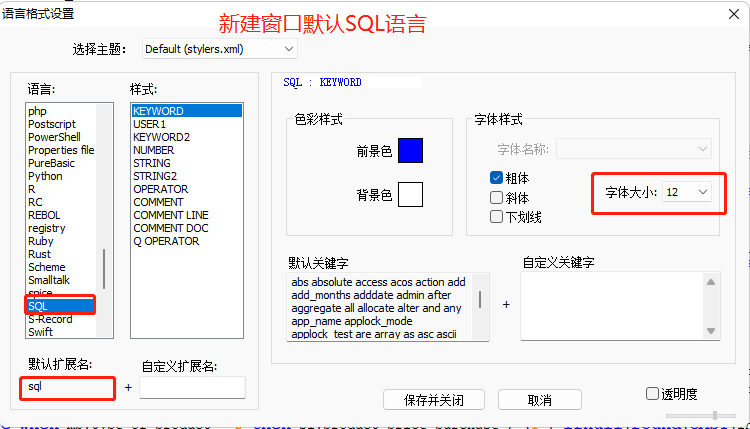 语言格式设置
新建窗口默认SQL语言
选择主题:
Default (stylers.xml)
语言:
php
Postscript
PowerShell
Properties file
PureBasic
Python
R
RC
REBOL
registry
Ruby
Rust
Scheme
Smalltalk
spice
SQL
S-Record
Swift
样式:
KEYWORD
USER1
KEYWORD2
NUMBER
STRING
STRING2
OPERATOR
COMMENT
COMMENT LINE
COMMENT DOC
Q OPERATOR
默认扩展名:
sql
+
自定义扩展名:
SQL : KEYWORD
色彩样式
前景色
背景色
字体样式
字体名称:
粗体
斜体
下划线
字体大小:
12
默认关键字
abs absolute access acos action add
add_months adddate admin after
aggregate all allocate alter and any
app_name applock_mode
applock_test are array as asc ascii
+
自定义关键字
保存并关闭
取消
透明度